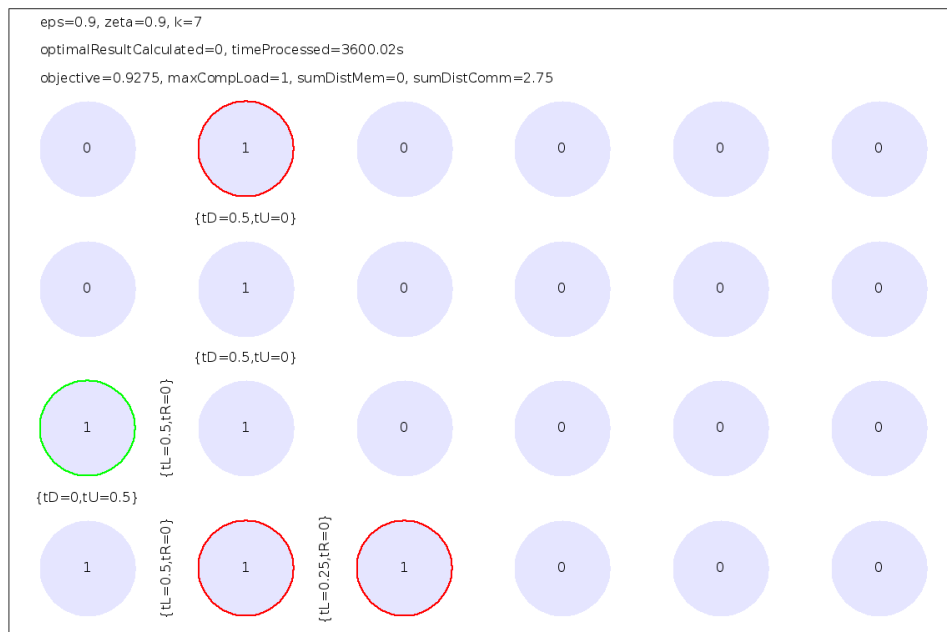 eps=0.9, zeta=0.9, k=7
optimalResultCalculated=0, timeProcessed=3600.02s
objective=0.9275, maxCompLoad=1, sumDistMem=0, sumDistComm=2.75
0 1 0 0 0 0
{tD=0.5,tU=0}
0 1 0 0 0 0
{tD=0.5,tU=0}
1 {tL=0.5,tR=0} 1 0 0 0 0
{tD=0,tU=0.5}
1 {tL=0.5,tR=0} 1 {tL=0.25,tR=0} 1 0 0 0